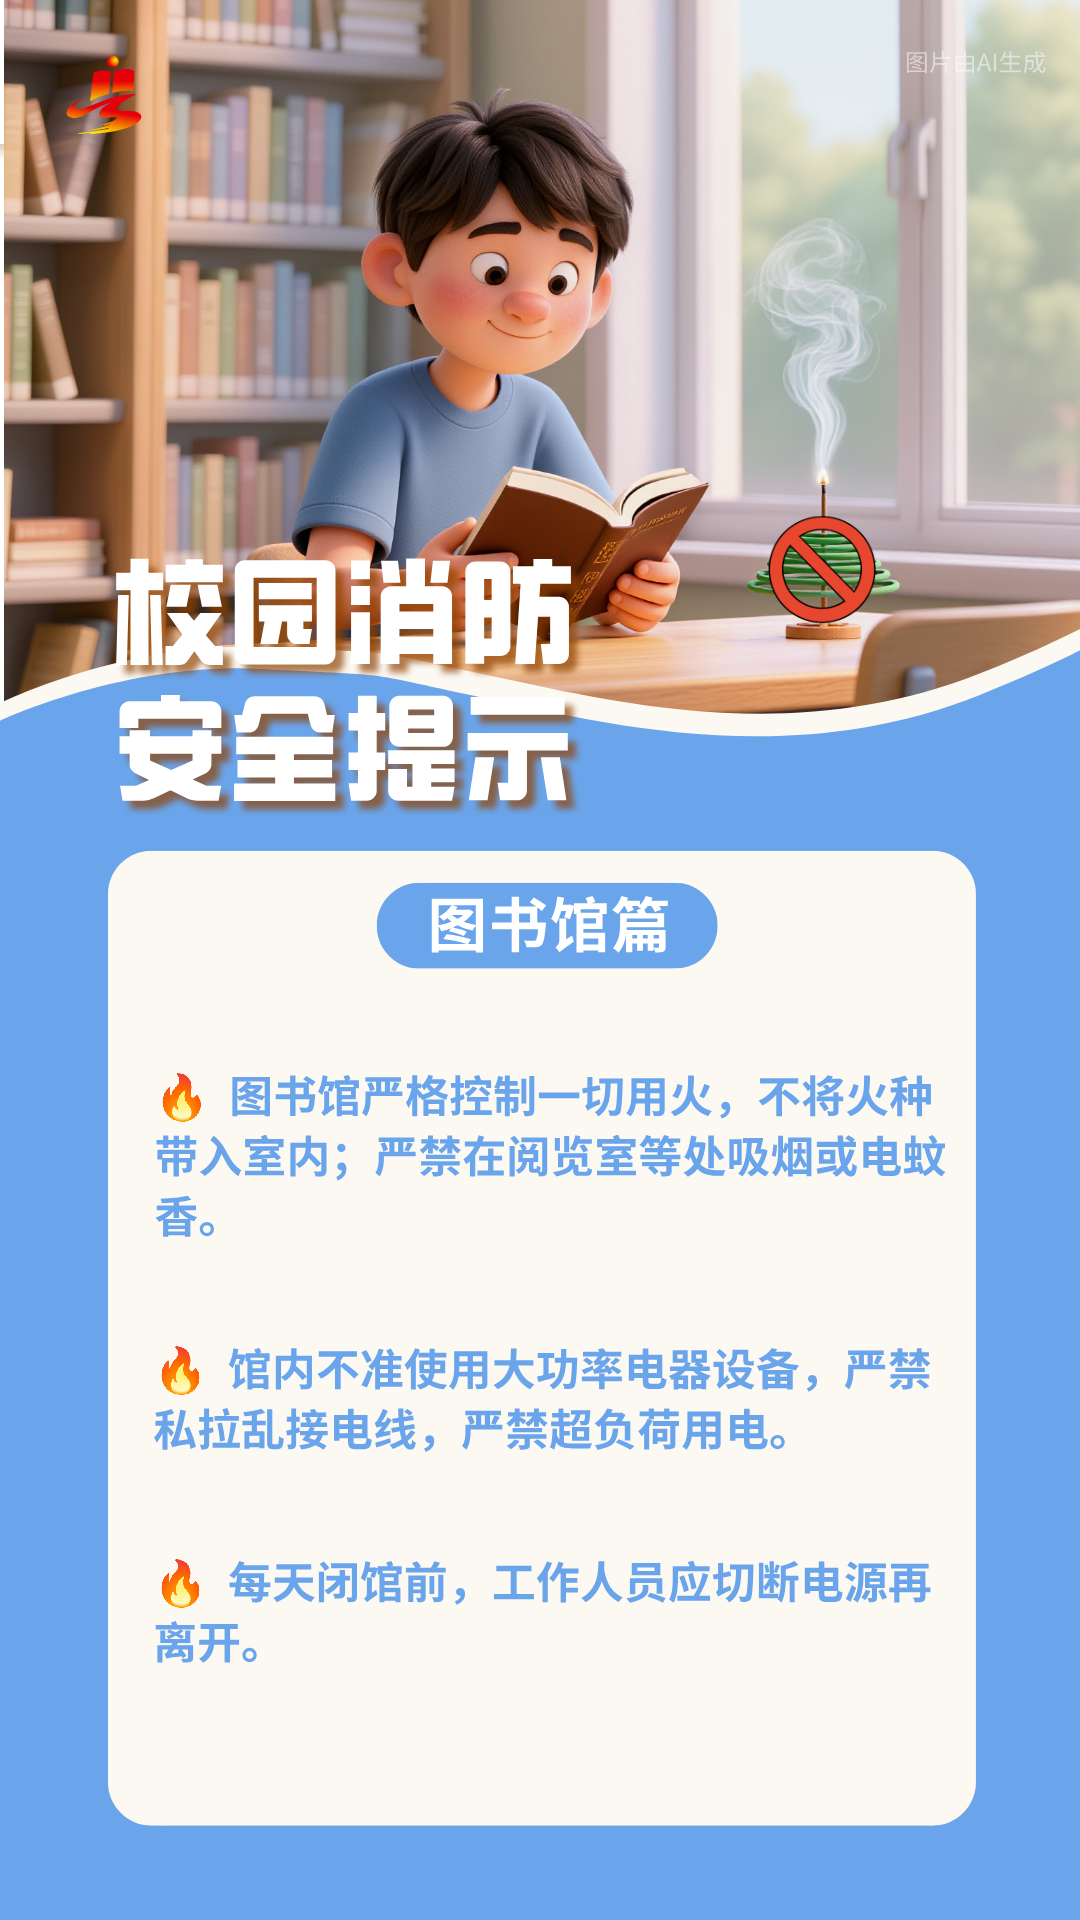 图片由AI生成
校园消防
安全提示
图书馆篇
🔥 图书馆严格控制一切用火，不将火种
带入室内；严禁在阅览室等处吸烟或电蚊
香。
🔥 馆内不准使用大功率电器设备，严禁
私拉乱接电线，严禁超负荷用电。
🔥 每天闭馆前，工作人员应切断电源再
离开。